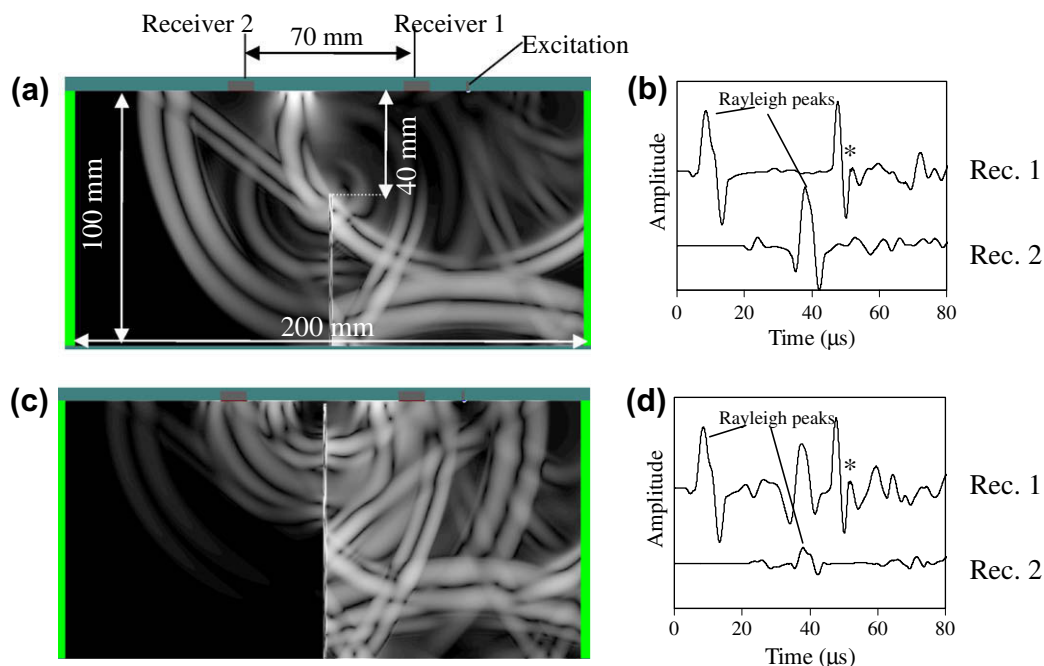 Receiver 2
Receiver 1
70 mm
Excitation
(a)
100 mm
40 mm
200 mm
(b)
Rayleigh peaks
*
Amplitude
Rec. 1
Rec. 2
0 20 40 60 80
Time (μs)
(c)
(d)
Rayleigh peaks
*
Amplitude
Rec. 1
Rec. 2
0 20 40 60 80
Time (μs)